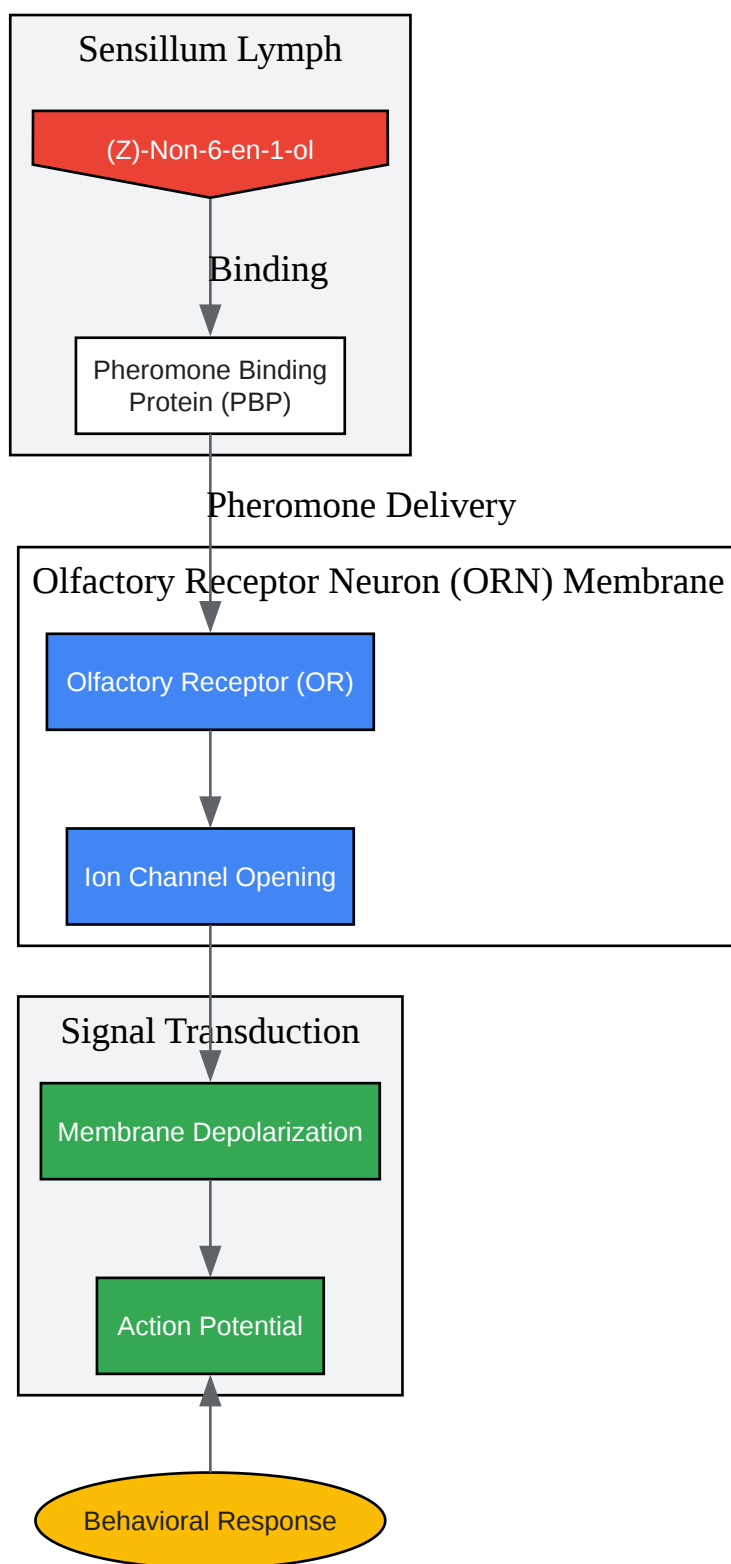 Sensillum Lymph
(Z)-Non-6-en-1-ol
Binding
Pheromone Binding
Protein (PBP)
Pheromone Delivery
Olfactory Receptor Neuron (ORN) Membrane
Olfactory Receptor (OR)
Ion Channel Opening
Signal Transduction
Membrane Depolarization
Action Potential
Behavioral Response